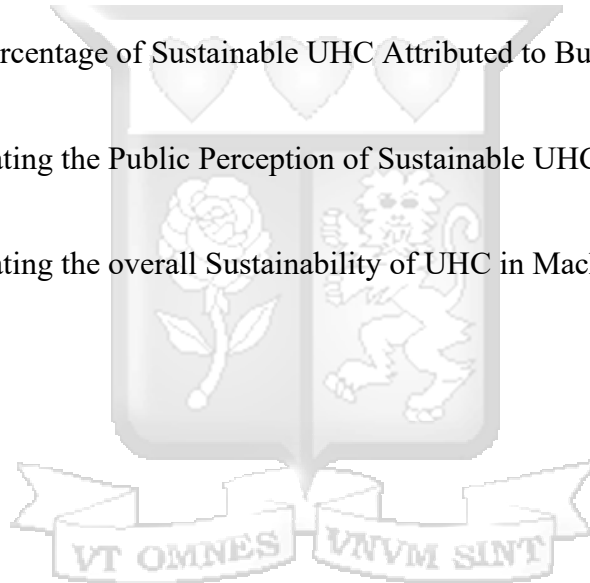 rcentage of Sustainable UHC Attributed to Bu
ating the Public Perception of Sustainable UHC
ating the overall Sustainability of UHC in Mac
VT OMNES VNVM SINT